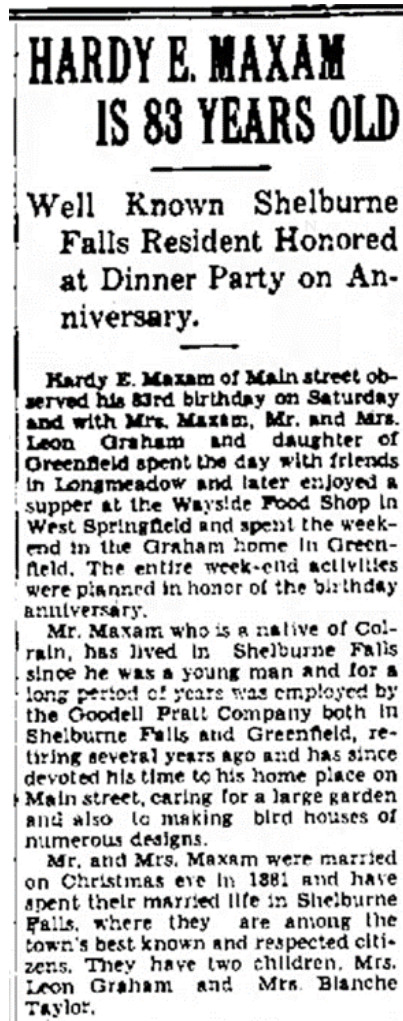 HARDY E. MAXAM
IS 83 YEARS OLD
Well Known Shelburne
Falls Resident Honored
at Dinner Party on An-
niversary.
Hardy E. Maxam of Main street ob-
served his 83rd birthday on Saturday
and with Mrs. Maxam, Mr. and Mrs.
Leon Graham and daughter of
Greenfield spent the day with friends
in Longmeadow and later enjoyed a
supper at the Wayside Food Shop in
West Springfield and spent the week-
end in the Graham home in Green-
field. The entire week-end activities
were planned in honor of the birthday
anniversary.
Mr. Maxam who is a native of Col-
rain, has lived in Shelburne Falls
since he was a young man and for a
long period of years was employed by
the Goodell Pratt Company both in
Shelburne Falls and Greenfield, re-
tiring several years ago and has since
devoted his time to his home place on
Main street, caring for a large garden
and also to making bird houses of
numerous designs.
Mr. and Mrs. Maxam were married
on Christmas eve in 1881 and have
spent their married life in Shelburne
Falls, where they are among the
town's best known and respected citi-
zens. They have two children, Mrs.
Leon Graham and Mrs. Blanche
Taylor.